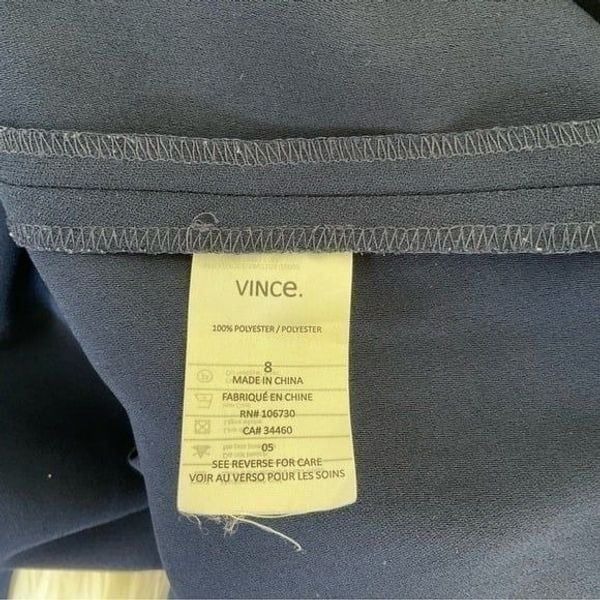 VINCe.
100% POLYESTER / POLYESTER
8
MADE IN CHINA
FABRIQUÉ EN CHINE
RN# 106730
CA# 34460
05
SEE REVERSE FOR CARE
VOIR AU VERSO POUR LES SOINS